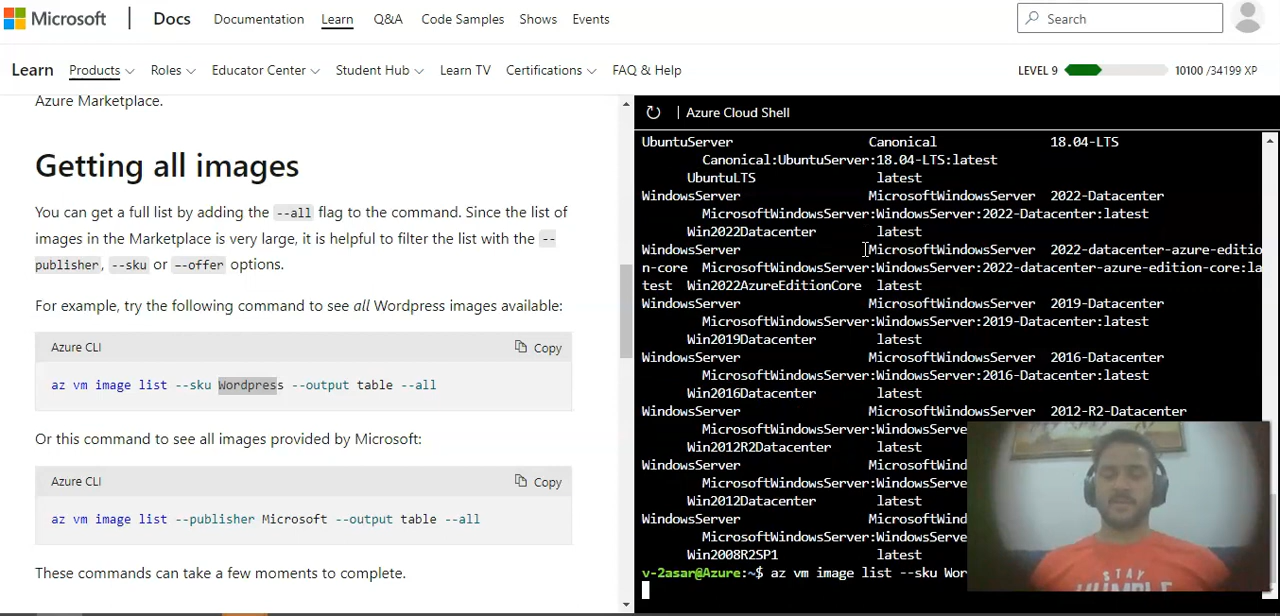 Microsoft Docs Documentation Learn Q&A Code Samples Shows Events Search
Learn Products Roles Educator Center Student Hub Learn TV Certifications FAQ & Help LEVEL 9 10100 /34199 XP
Azure Marketplace.
Getting all images
You can get a full list by adding the --all flag to the command. Since the list of
images in the Marketplace is very large, it is helpful to filter the list with the --
publisher, --sku or --offer options.
For example, try the following command to see all Wordpress images available:
Azure CLI Copy
az vm image list --sku Wordpress --output table --all
Or this command to see all images provided by Microsoft:
Azure CLI Copy
az vm image list --publisher Microsoft --output table --all
These commands can take a few moments to complete.
Azure Cloud Shell
UbuntuServer Canonical 18.04-LTS
Canonical:UbuntuServer:18.04-LTS:latest
UbuntuLTS latest
WindowsServer MicrosoftWindowsServer 2022-Datacenter
MicrosoftWindowsServer:WindowsServer:2022-Datacenter:latest
Win2022Datacenter latest
WindowsServer MicrosoftWindowsServer 2022-datacenter-azure-editio
n-core MicrosoftWindowsServer:WindowsServer:2022-datacenter-azure-edition-core:la
test Win2022AzureEditionCore latest
WindowsServer MicrosoftWindowsServer 2019-Datacenter
MicrosoftWindowsServer:WindowsServer:2019-Datacenter:latest
Win2019Datacenter latest
WindowsServer MicrosoftWindowsServer 2016-Datacenter
MicrosoftWindowsServer:WindowsServer:2016-Datacenter:latest
Win2016Datacenter latest
WindowsServer MicrosoftWindowsServer 2012-R2-Datacenter
MicrosoftWindowsServer:WindowsServe
Win2012R2Datacenter latest
WindowsServer MicrosoftWind
MicrosoftWindowsServer:WindowsServe
Win2012Datacenter latest
WindowsServer MicrosoftWind
MicrosoftWindowsServer:WindowsServe
Win2008R2SP1 latest
v-2asar@Azure:~$ az vm image list --sku Wor
STAY
HUMBLE